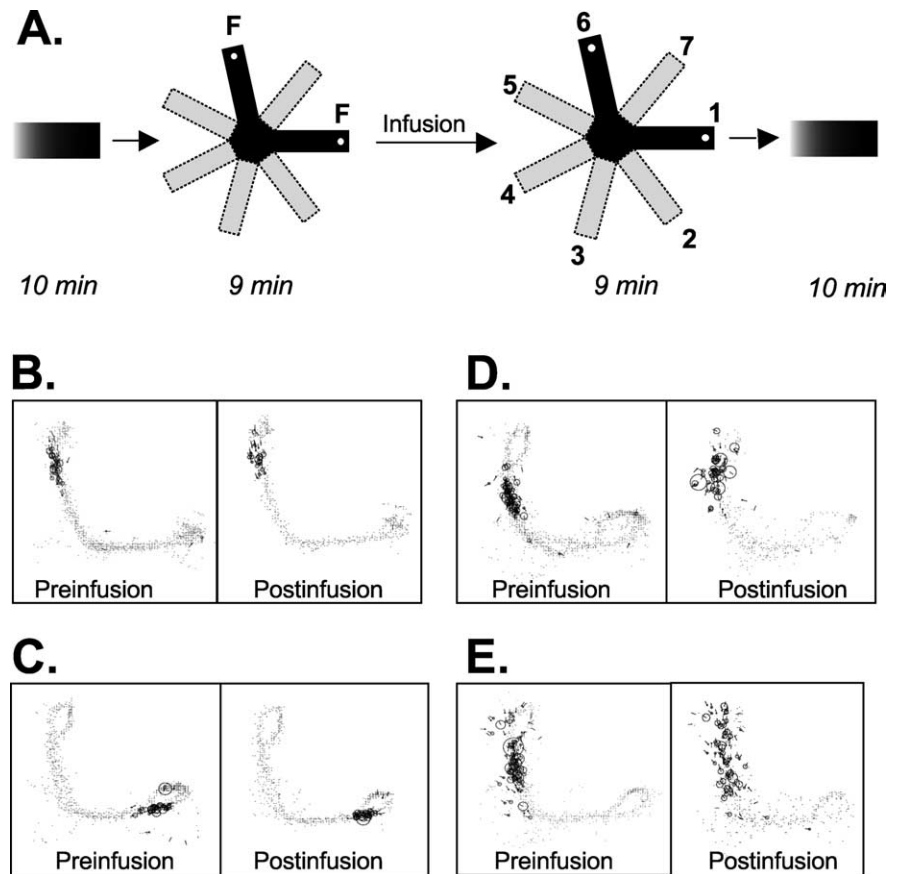 A.
F
F
Infusion
6
7
5
1
4
2
3
10 min
9 min
9 min
10 min
B.
D.
Preinfusion
Postinfusion
Preinfusion
Postinfusion
C.
E.
Preinfusion
Postinfusion
Preinfusion
Postinfusion